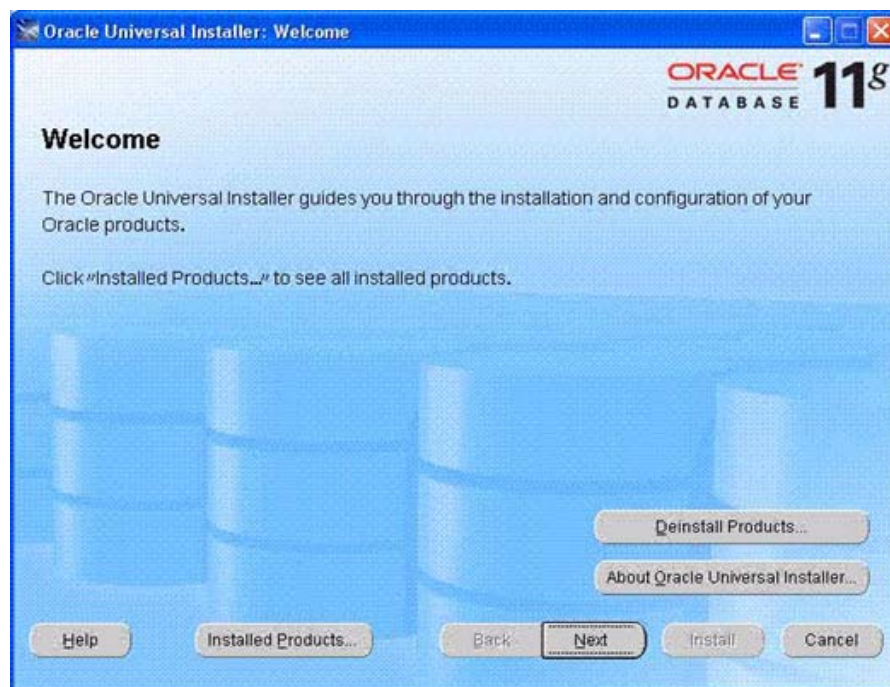 Oracle Universal Installer: Welcome
ORACLE 11g
DATABASE
Welcome
The Oracle Universal Installer guides you through the installation and configuration of your
Oracle products.
Click "Installed Products..." to see all installed products.
Deinstall Products...
About Oracle Universal Installer...
Help Installed Products... Back Next Install Cancel